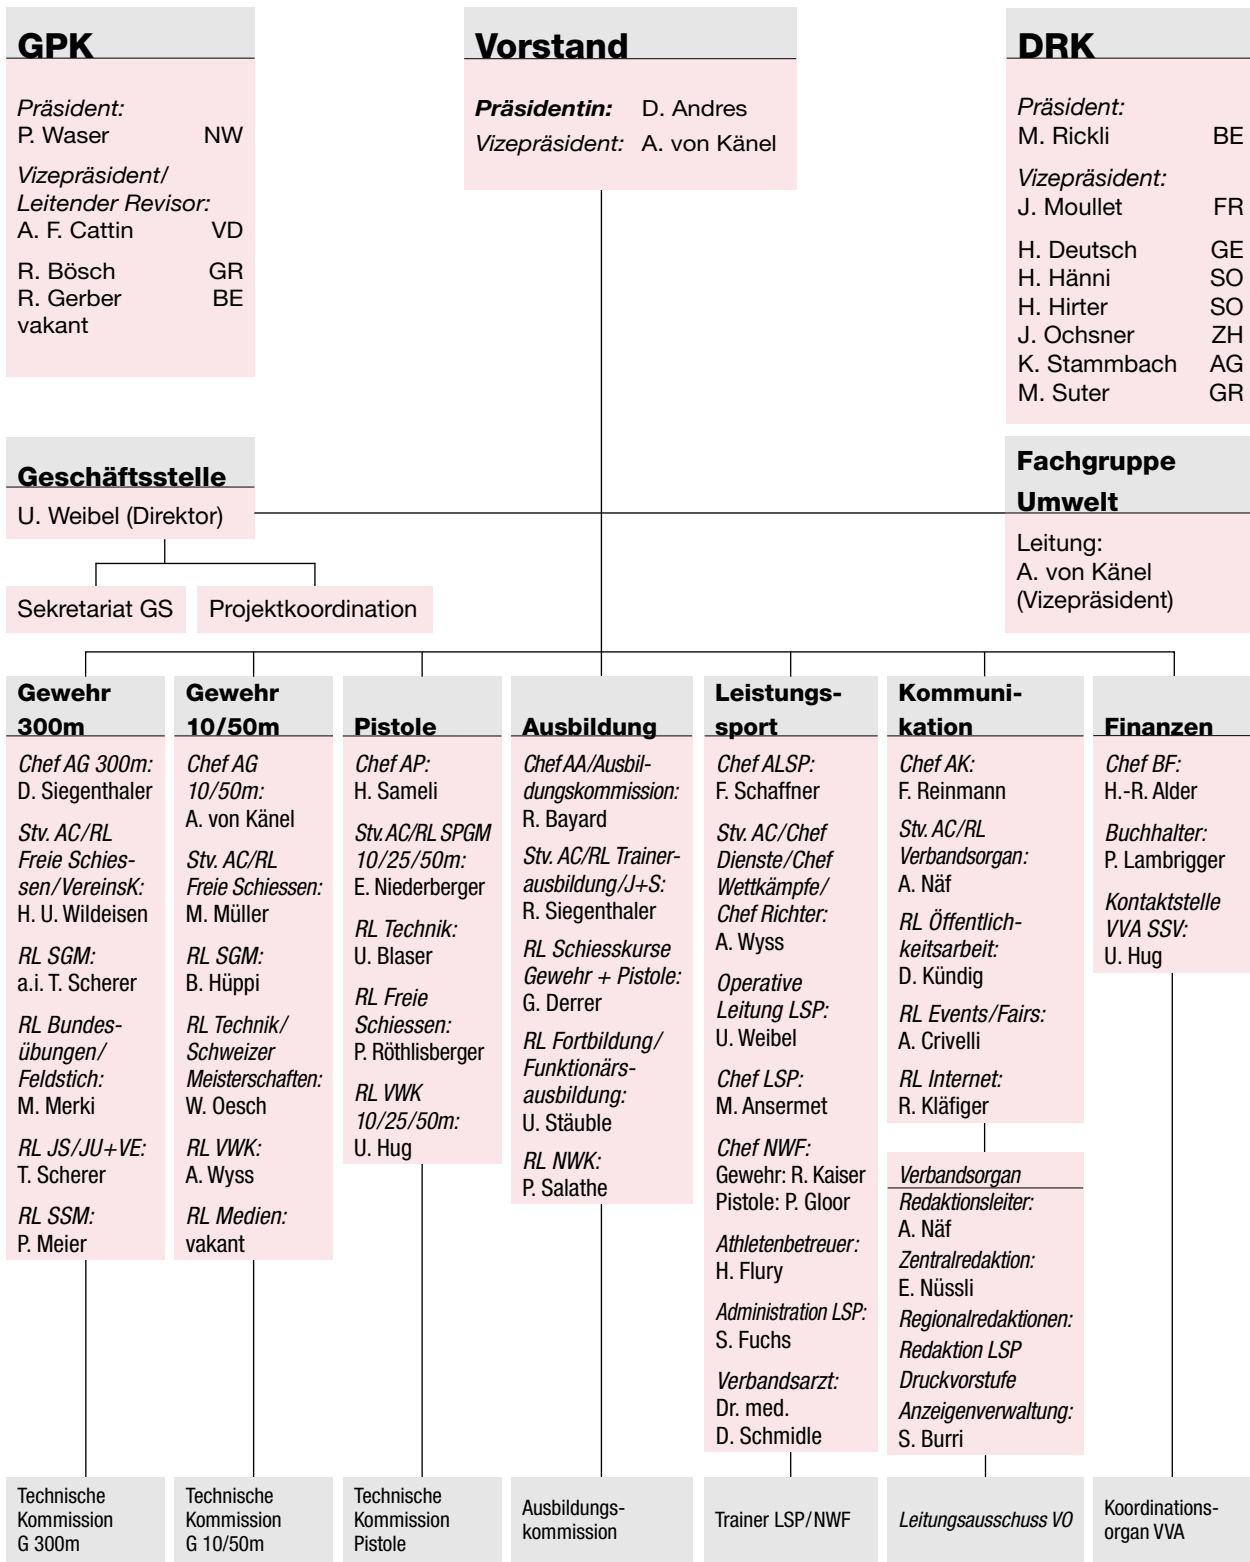 GPK
Präsident:
P. Waser NW
Vizepräsident/
Leitender Revisor:
A. F. Cattin VD
R. Bösch GR
R. Gerber BE
vakant
Vorstand
Präsidentin: D. Andres
Vizepräsident: A. von Känel
DRK
Präsident:
M. Rickli BE
Vizepräsident:
J. Moullet FR
H. Deutsch GE
H. Hänni SO
H. Hirter SO
J. Ochsner ZH
K. Stammbach AG
M. Suter GR
Geschäftsstelle
U. Weibel (Direktor)
Sekretariat GS
Projektkoordination
Fachgruppe
Umwelt
Leitung:
A. von Känel
(Vizepräsident)
Gewehr
300m
Chef AG 300m:
D. Siegenthaler
Stv. AC/RL
Freie Schies-
sen/VereinsK:
H. U. Wildeisen
RL SGM:
a.i. T. Scherer
RL Bundes-
übungen/
Feldstich:
M. Merki
RL JS/JU+VE:
T. Scherer
RL SSM:
P. Meier
Technische
Kommission
G 300m
Gewehr
10/50m
Chef AG
10/50m:
A. von Känel
Stv. AC/RL
Freie Schiessen:
M. Müller
RL SGM:
B. Hüppi
RL Technik/
Schweizer
Meisterschaften:
W. Oesch
RL VWK:
A. Wyss
RL Medien:
vakant
Technische
Kommission
G 10/50m
Pistole
Chef AP:
H. Sameli
Stv. AC/RL SPGM
10/25/50m:
E. Niederberger
RL Technik:
U. Blaser
RL Freie
Schiessen:
P. Röthlisberger
RL VWK
10/25/50m:
U. Hug
Technische
Kommission
Pistole
Ausbildung
Chef AA/Ausbil-
dungskommission:
R. Bayard
Stv. AC/RL Trainer-
ausbildung/J+S:
R. Siegenthaler
RL Schiesskurse
Gewehr + Pistole:
G. Derrer
RL Fortbildung/
Funktionärs-
ausbildung:
U. Stäuble
RL NWK:
P. Salathe
Ausbildungs-
kommission
Leistungs-
sport
Chef ALSP:
F. Schaffner
Stv. AC/Chef
Dienste/Chef
Wettkämpfe/
Chef Richter:
A. Wyss
Operative
Leitung LSP:
U. Weibel
Chef LSP:
M. Ansermet
Chef NWF:
Gewehr: R. Kaiser
Pistole: P. Gloor
Athletenbetreuer:
H. Flury
Administration LSP:
S. Fuchs
Verbandsarzt:
Dr. med.
D. Schmidle
Trainer LSP/NWF
Kommuni-
kation
Chef AK:
F. Reinmann
Stv. AC/RL
Verbandsorgan:
A. Näf
RL Öffentlich-
keitsarbeit:
D. Kündig
RL Events/Fairs:
A. Crivelli
RL Internet:
R. Kläfiger
Verbandsorgan
Redaktionsleiter:
A. Näf
Zentralredaktion:
E. Nüssli
Regionalredaktionen:
Redaktion LSP
Druckvorstufe
Anzeigenverwaltung:
S. Burri
Leitungsausschuss VO
Finanzen
Chef BF:
H.-R. Alder
Buchhalter:
P. Lambrigger
Kontaktstelle
VVA SSV:
U. Hug
Koordinations-
organ VVA